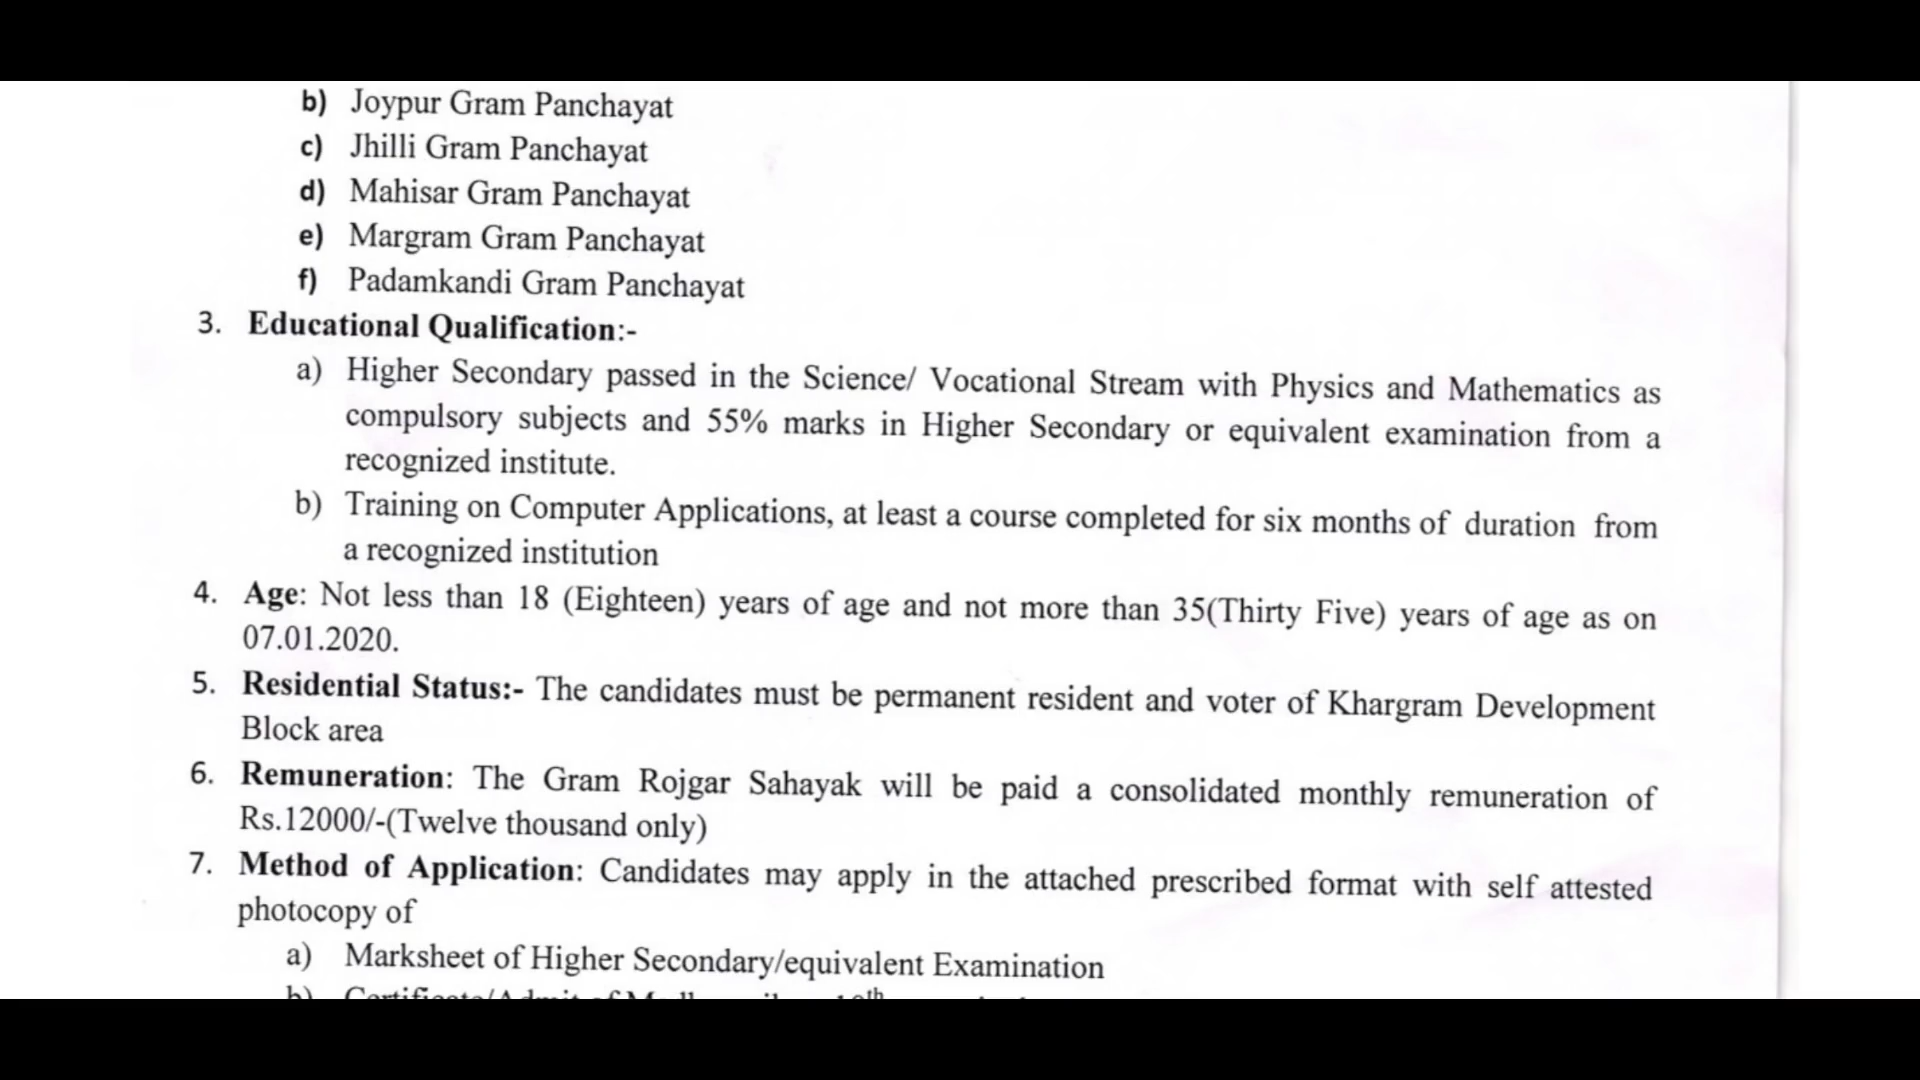 b) Joypur Gram Panchayat
c) Jhilli Gram Panchayat
d) Mahisar Gram Panchayat
e) Margram Gram Panchayat
f) Padamkandi Gram Panchayat
3. Educational Qualification:-
a) Higher Secondary passed in the Science/ Vocational Stream with Physics and Mathematics as
compulsory subjects and 55% marks in Higher Secondary or equivalent examination from a
recognized institute.
b) Training on Computer Applications, at least a course completed for six months of duration from
a recognized institution
4. Age: Not less than 18 (Eighteen) years of age and not more than 35(Thirty Five) years of age as on
07.01.2020.
5. Residential Status:- The candidates must be permanent resident and voter of Khargram Development
Block area
6. Remuneration: The Gram Rojgar Sahayak will be paid a consolidated monthly remuneration of
Rs.12000/-(Twelve thousand only)
7. Method of Application: Candidates may apply in the attached prescribed format with self attested
photocopy of
a) Marksheet of Higher Secondary/equivalent Examination